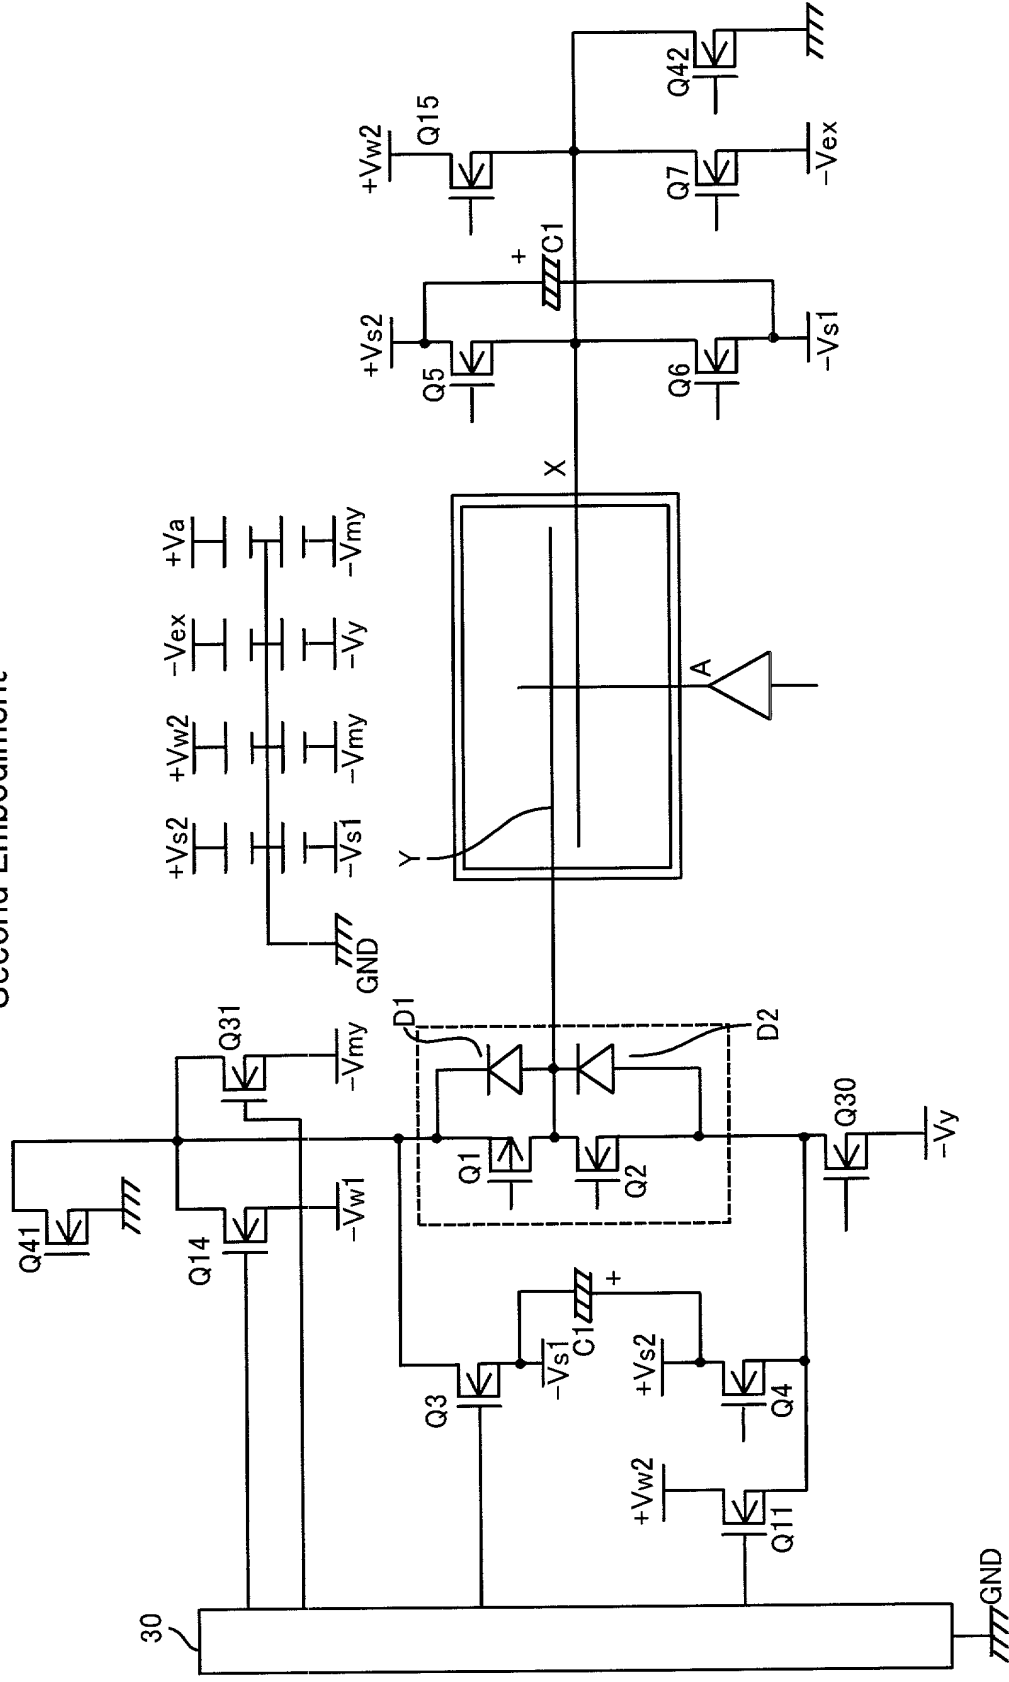 Second Embodiment
+Vw2
Q15
Q42
Q7
-Vex
+
C1
+Vs2
Q5
Q6
-Vs1
X
+Va
-Vmy
-Vex
-Vy
+Vw2
-Vmy
+Vs2
-Vs1
GND
A
Y
Q31
-Vmy
D1
D2
Q41
Q14
-Vw1
Q1
Q2
Q30
-Vy
Q3
-Vs1
C1
+
+Vs2
Q4
+Vw2
Q11
30
GND